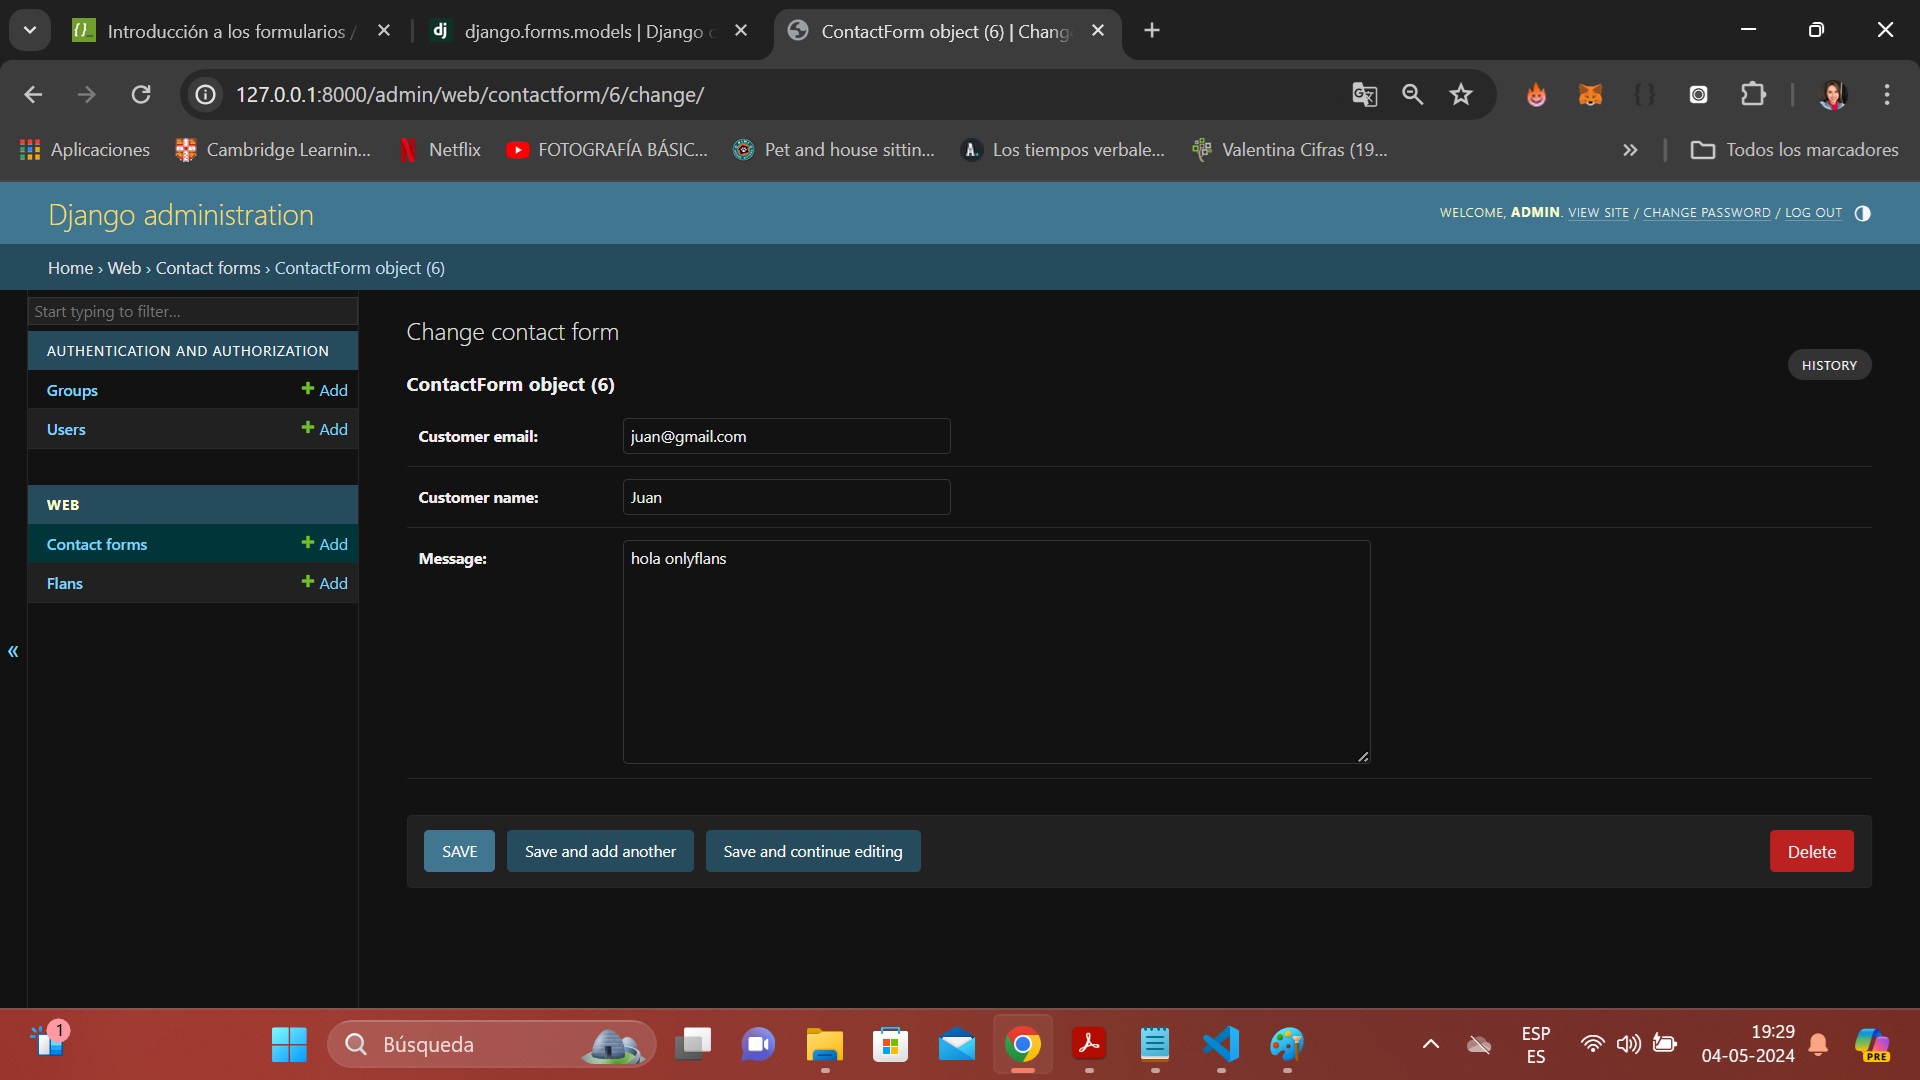 Introducción a los formularios /
django.forms.models | Django
ContactForm object (6) | Chang
127.0.0.1:8000/admin/web/contactform/6/change/
Aplicaciones
Cambridge Learnin...
Netflix
FOTOGRAFÍA BÁSIC...
Pet and house sittin...
Los tiempos verbale...
Valentina Cifras (19...
»
Todos los marcadores
Django administration
WELCOME, ADMIN. VIEW SITE / CHANGE PASSWORD / LOG OUT
Home › Web › Contact forms › ContactForm object (6)
Start typing to filter...
AUTHENTICATION AND AUTHORIZATION
Groups + Add
Users + Add
WEB
Contact forms + Add
Flans + Add
«
Change contact form
HISTORY
ContactForm object (6)
Customer email: juan@gmail.com
Customer name: Juan
Message: hola onlyflans
SAVE
Save and add another
Save and continue editing
Delete
1
Búsqueda
ESP
ES
19:29
04-05-2024
PRE